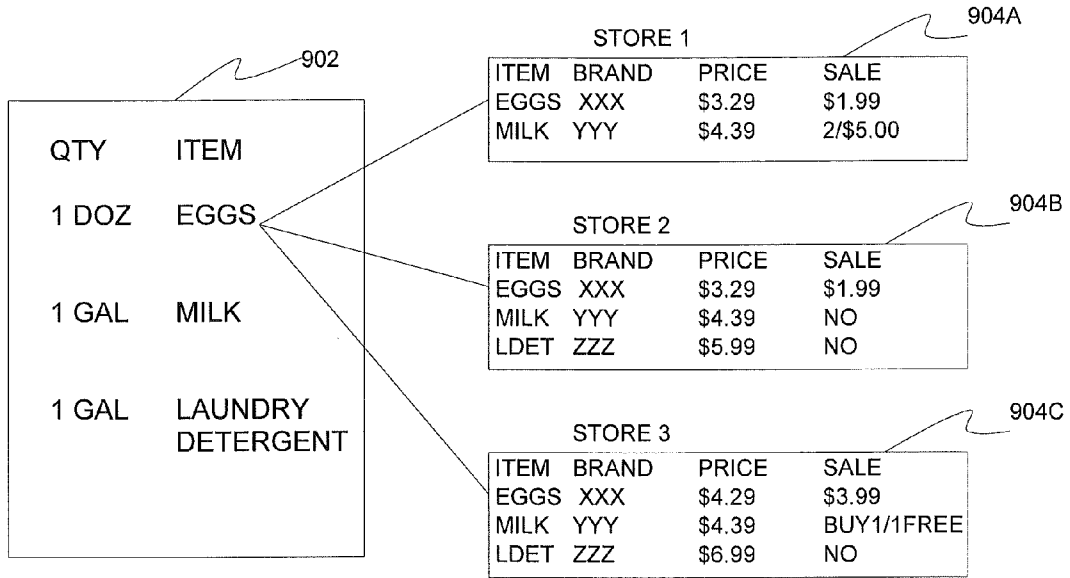 902
QTY ITEM
1 DOZ EGGS
1 GAL MILK
1 GAL LAUNDRY
DETERGENT
904A
STORE 1
ITEM BRAND PRICE SALE
EGGS XXX $3.29 $1.99
MILK YYY $4.39 2/$5.00
904B
STORE 2
ITEM BRAND PRICE SALE
EGGS XXX $3.29 $1.99
MILK YYY $4.39 NO
LDET ZZZ $5.99 NO
904C
STORE 3
ITEM BRAND PRICE SALE
EGGS XXX $4.29 $3.99
MILK YYY $4.39 BUY1/1FREE
LDET ZZZ $6.99 NO